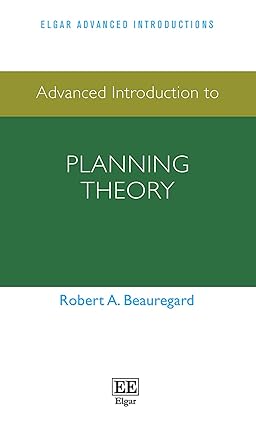 ELGAR ADVANCED INTRODUCTIONS
Advanced Introduction to
PLANNING
THEORY
Robert A. Beauregard
EE
Elgar